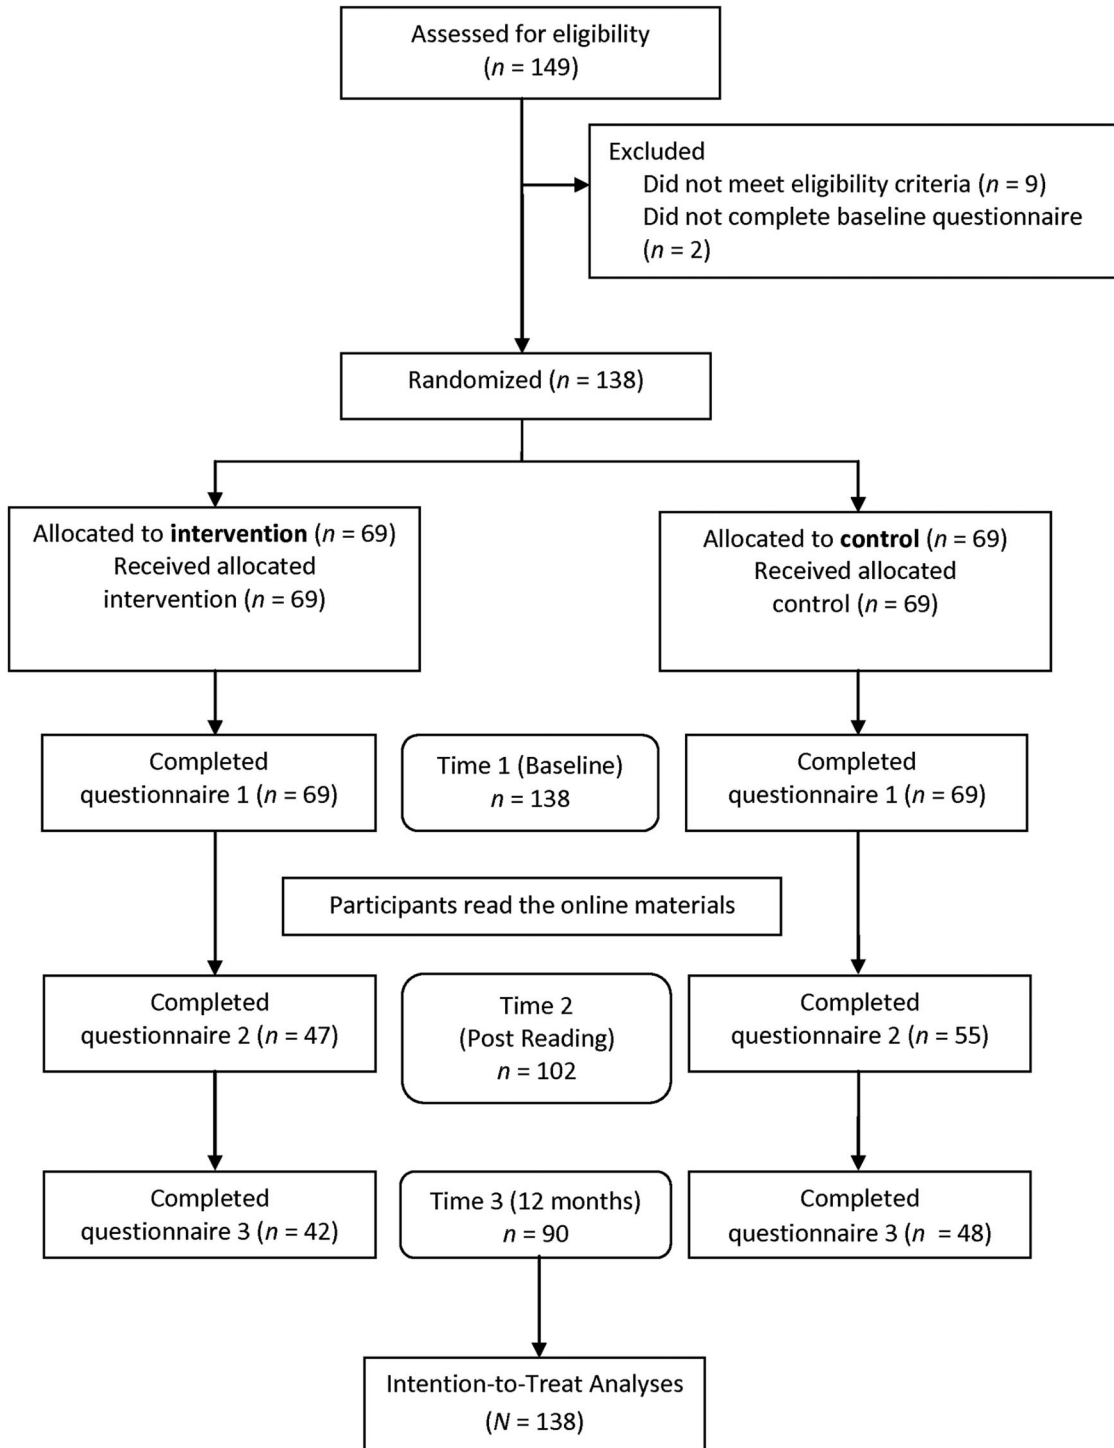 Assessed for eligibility
(n = 149)
Excluded
Did not meet eligibility criteria (n = 9)
Did not complete baseline questionnaire
(n = 2)
Randomized (n = 138)
Allocated to intervention (n = 69)
Received allocated
intervention (n = 69)
Allocated to control (n = 69)
Received allocated
control (n = 69)
Completed
questionnaire 1 (n = 69)
Time 1 (Baseline)
n = 138
Completed
questionnaire 1 (n = 69)
Participants read the online materials
Completed
questionnaire 2 (n = 47)
Time 2
(Post Reading)
n = 102
Completed
questionnaire 2 (n = 55)
Completed
questionnaire 3 (n = 42)
Time 3 (12 months)
n = 90
Completed
questionnaire 3 (n = 48)
Intention-to-Treat Analyses
(N = 138)